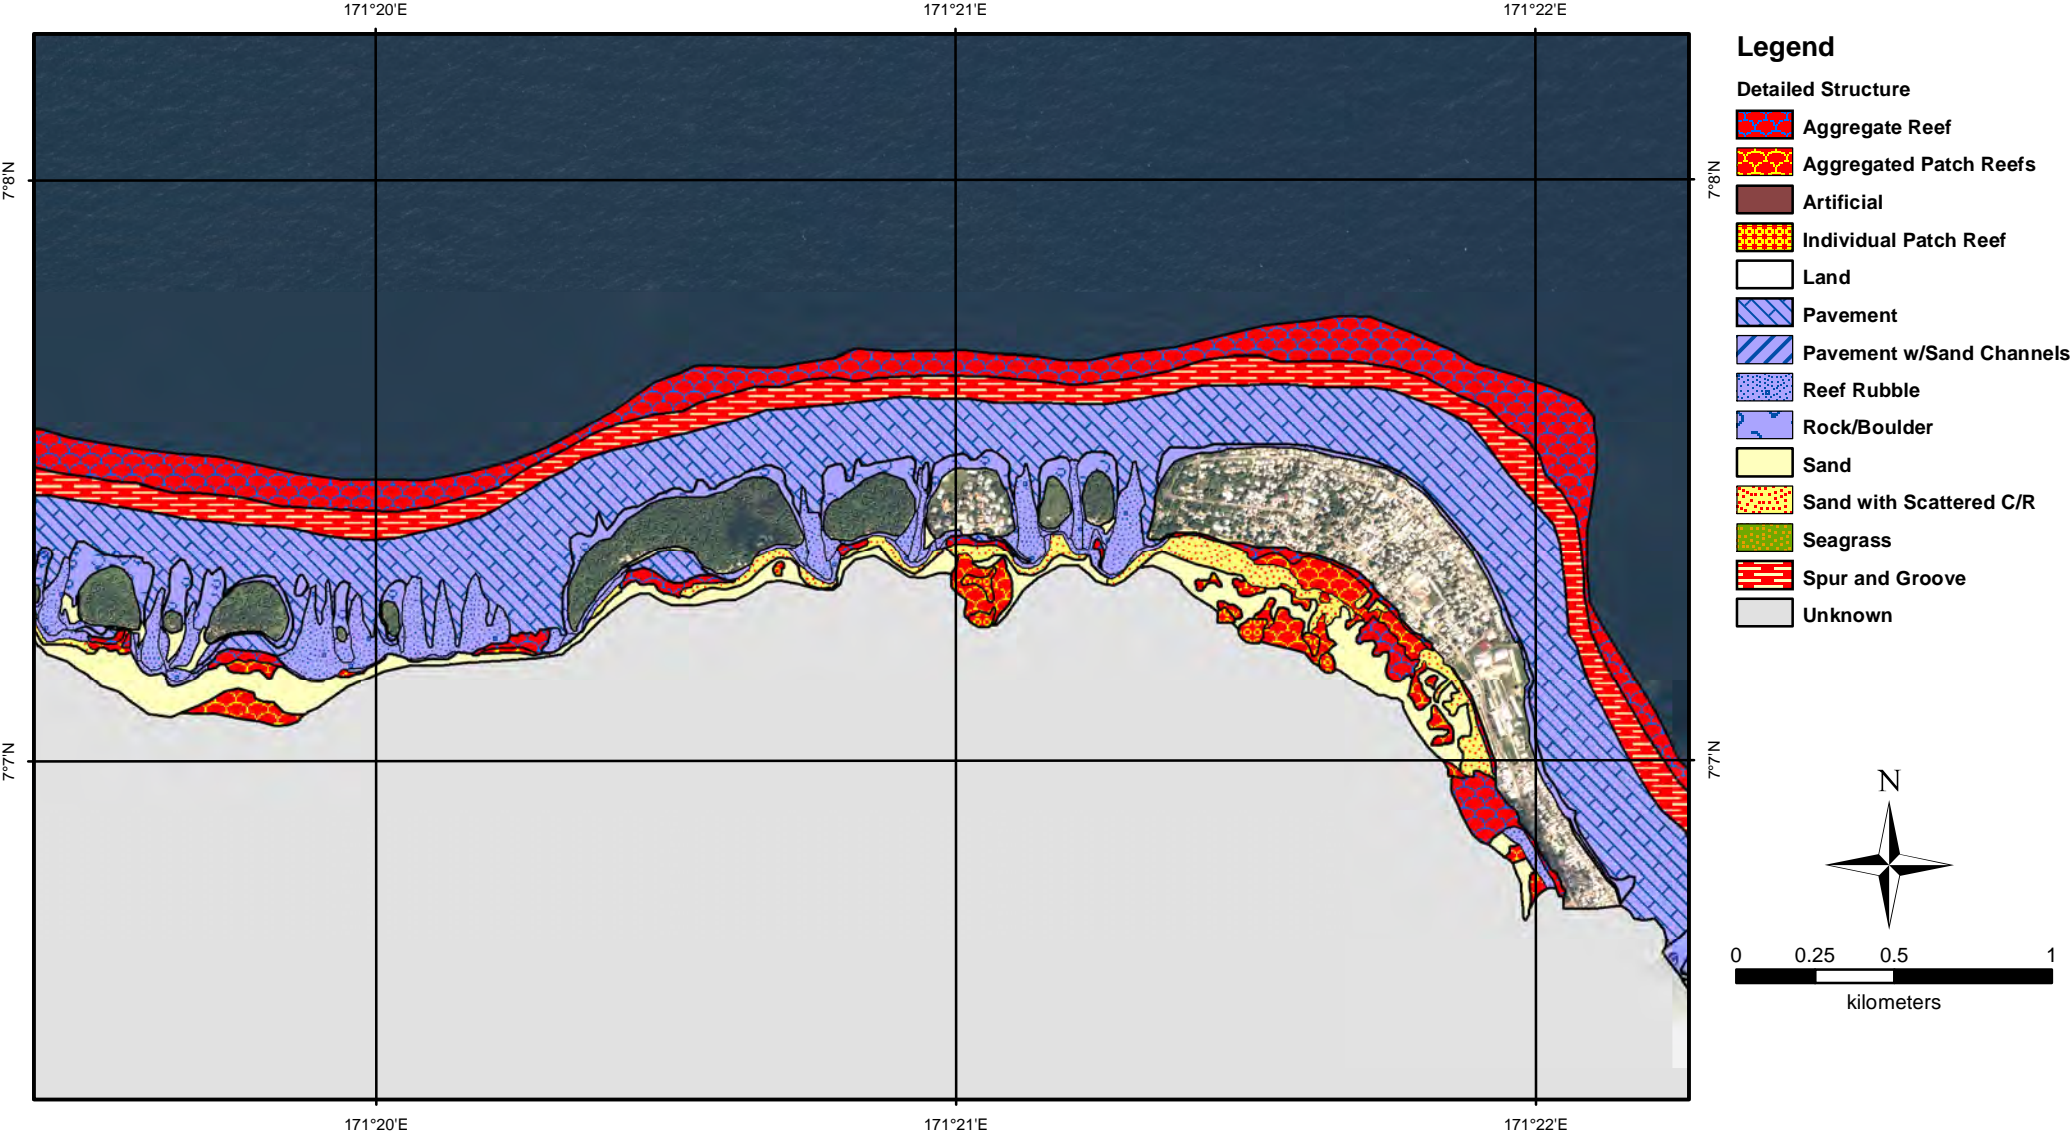 171°20'E
171°21'E
171°22'E
7°8'N
7°8'N
7°7'N
7°7'N
171°20'E
171°21'E
171°22'E
Legend
Detailed Structure
Aggregate Reef
Aggregated Patch Reefs
Artificial
Individual Patch Reef
Land
Pavement
Pavement w/Sand Channels
Reef Rubble
Rock/Boulder
Sand
Sand with Scattered C/R
Seagrass
Spur and Groove
Unknown
N
0 0.25 0.5 1
kilometers